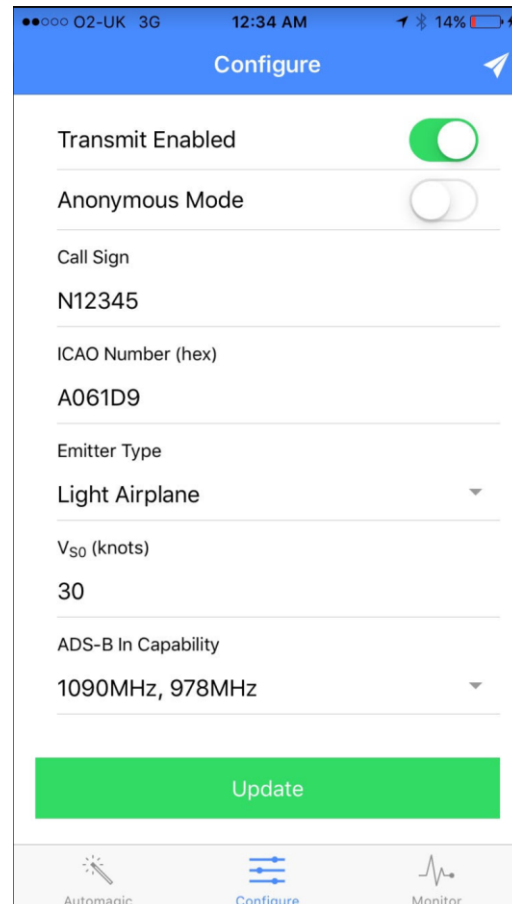 O2-UK 3G 12:34 AM 14%
Configure
Transmit Enabled
Anonymous Mode
Call Sign
N12345
ICAO Number (hex)
A061D9
Emitter Type
Light Airplane
VS0 (knots)
30
ADS-B In Capability
1090MHz, 978MHz
Update
Automagic Configure Monitor